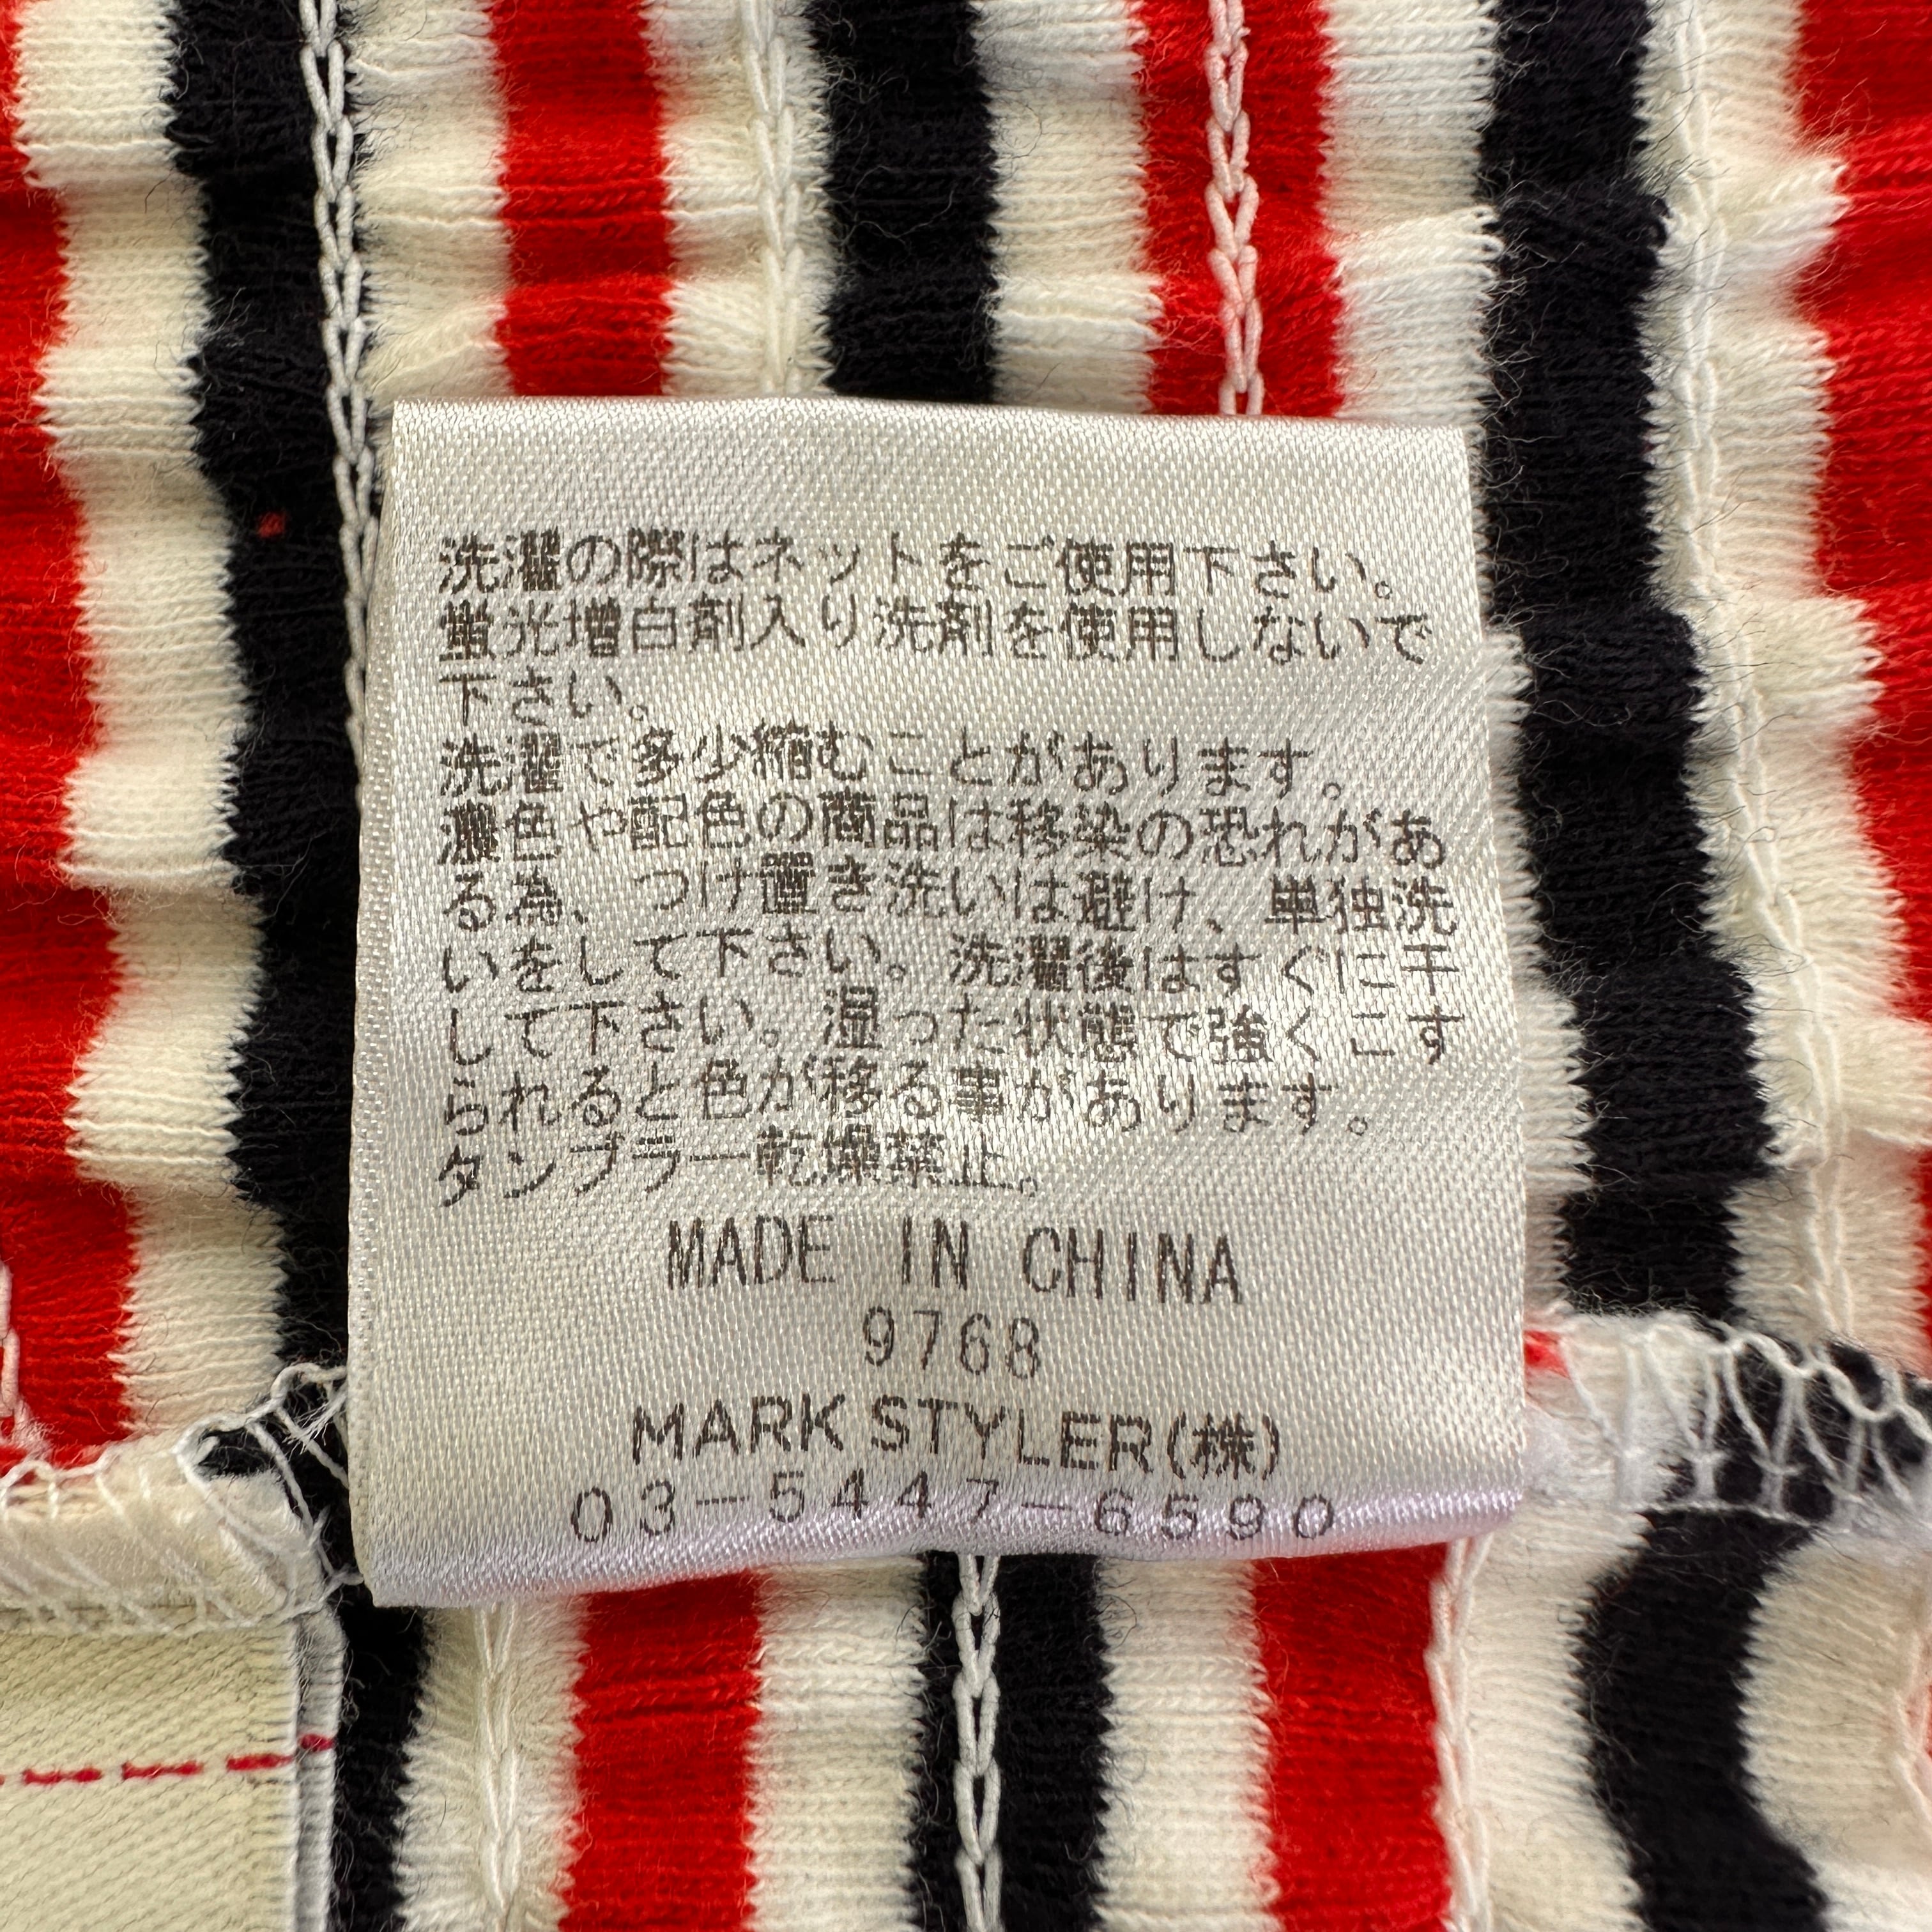 洗濯の際はネットをご使用下さい。
蛍光増白剤入り洗剤を使用しないで
下さい。
洗濯で多少縮むことがあります。
濃色や配色の商品は移染の恐れがあ
る為、つけ置き洗いは避け、単独洗
いをして下さい。洗濯後はすぐに干
して下さい。湿った状態で強くこす
られると色が移る事があります。
タンブラー乾燥禁止。
MADE IN CHINA
9768
MARK STYLER(株)
03-5447-6590